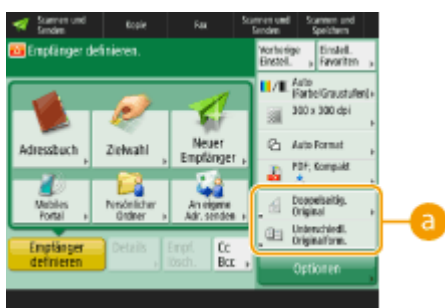 Scannen und
Senden
Kopie
Fax
Scannen und
Senden
Scannen und
Speichern
Empfänger definieren.
Vorherige
Einstell.
Einstell.
Favoriten
Auto
(Farbe/Graustufen)
300 x 300 dpi
Auto Format
PDF; Kompakt
Adressbuch
Zielwahl
Neuer
Empfänger
Mobiles
Portal
Persönlicher
Ordner
An eigene
Adr. senden
Doppelseitig.
Original
Unterschiedl.
Originalform.
a
Empfänger
definieren
Details
Empf.
lösch.
Cc
Bcc
Optionen